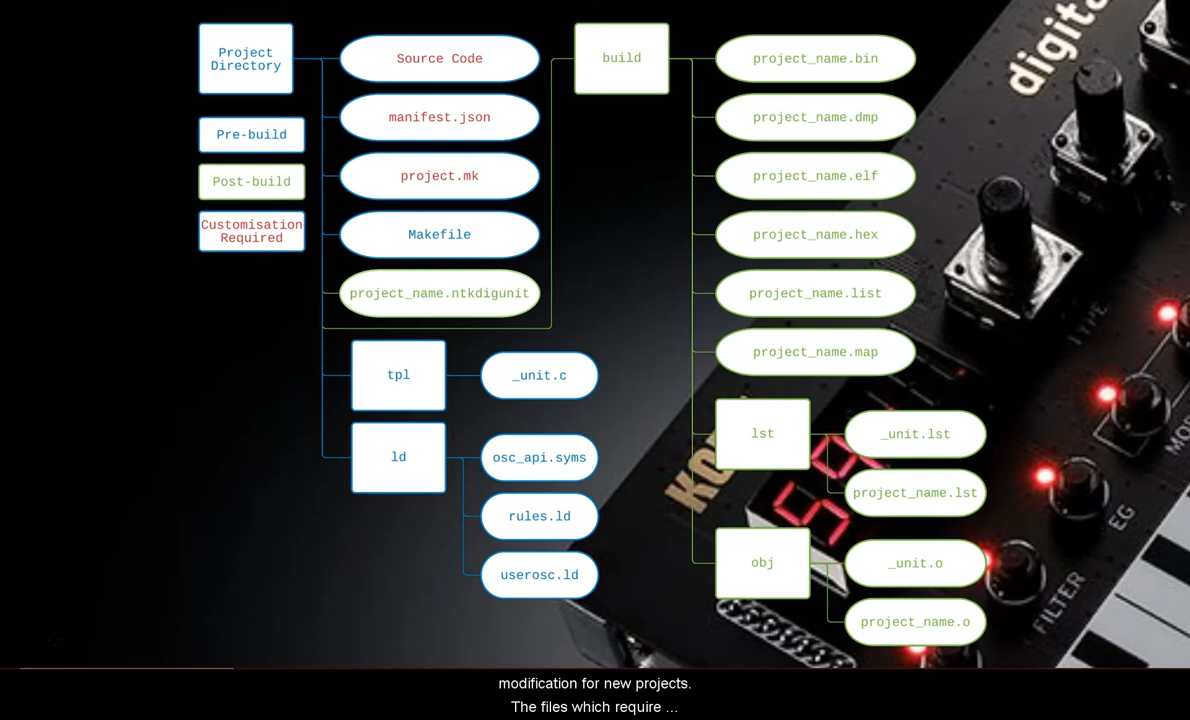 Project
Directory
Pre-build
Post-build
Customisation
Required
Source Code
manifest.json
project.mk
Makefile
project_name.ntkdigunit
tpl
_unit.c
ld
osc_api.syms
rules.ld
userosc.ld
build
project_name.bin
project_name.dmp
project_name.elf
project_name.hex
project_name.list
project_name.map
lst
_unit.lst
project_name.lst
obj
_unit.o
project_name.o
digit
TYPE
EG
FILTER
modification for new projects.
The files which require ...